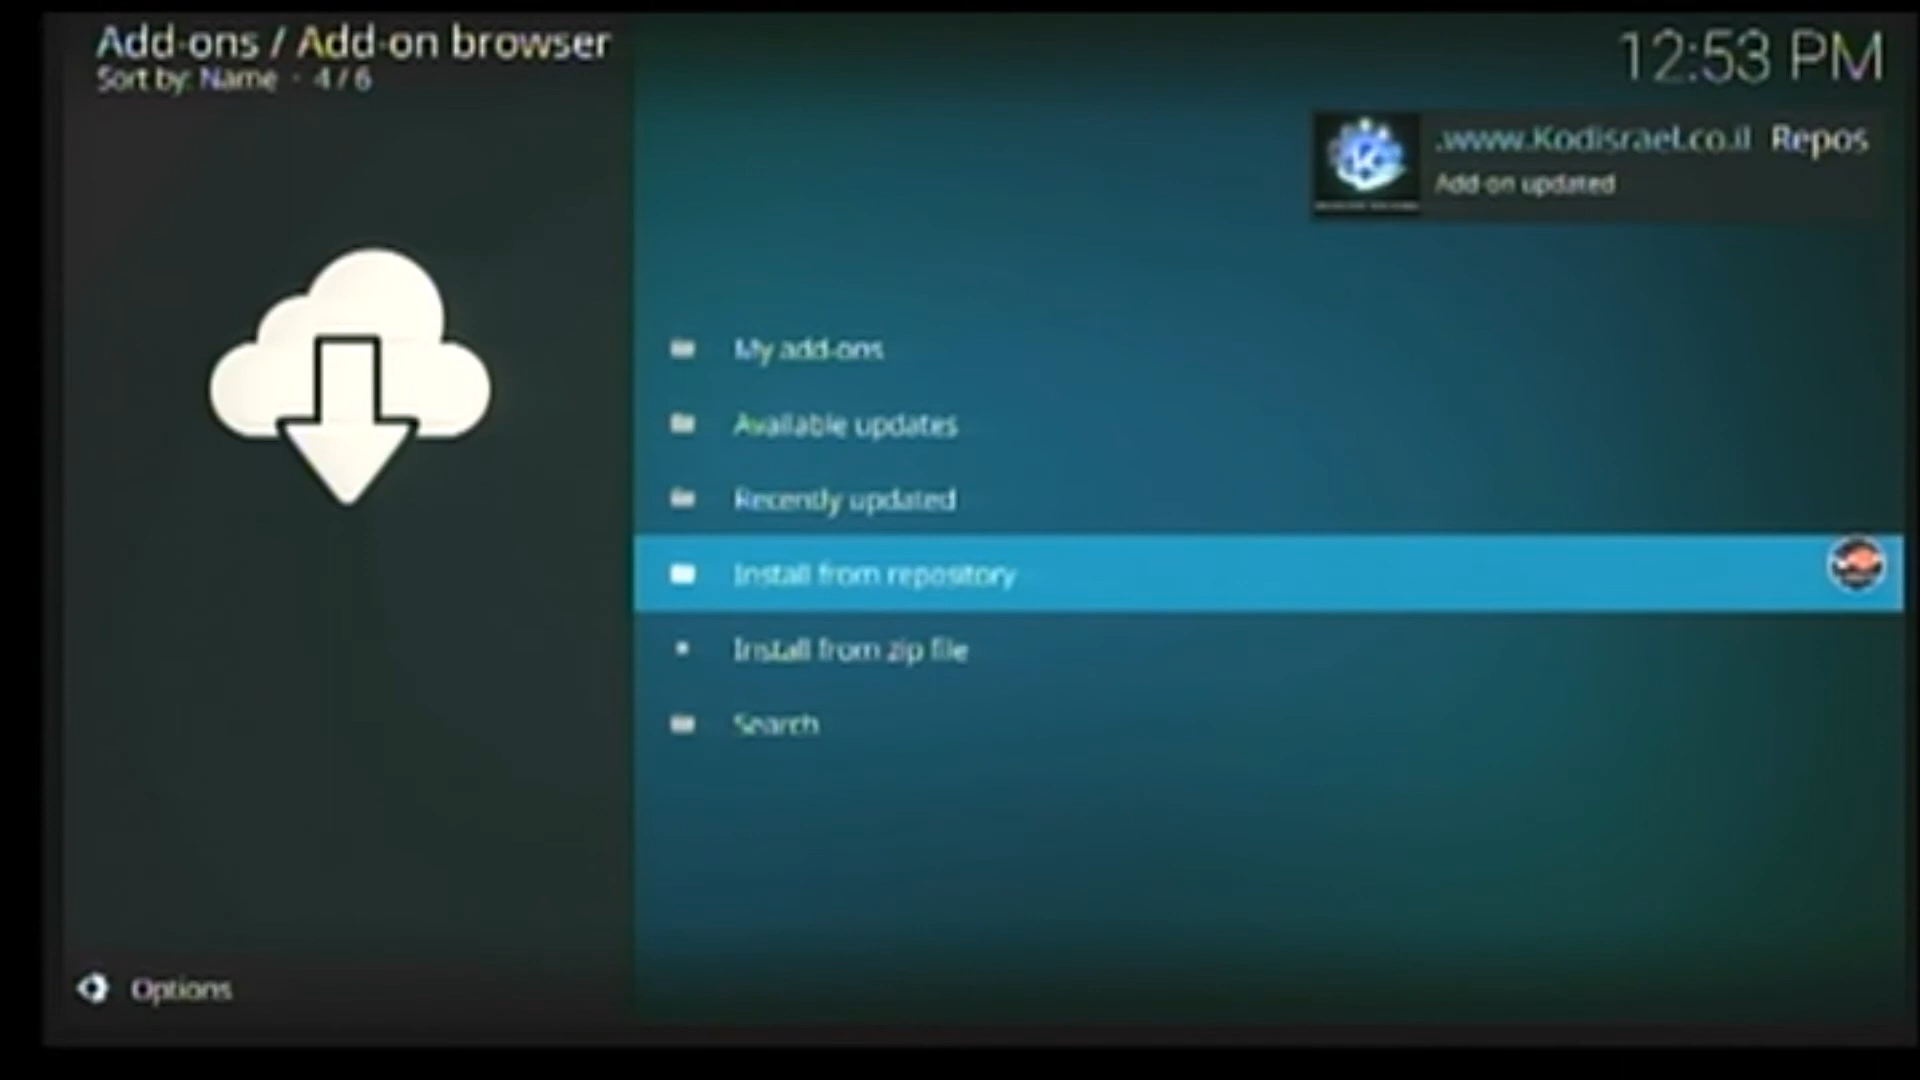 Add-ons / Add-on browser
Sort by: Name · 4 / 6
12:53 PM
.www.Kodisrael.co.il Repos
Add-on updated
My add-ons
Available updates
Recently updated
Install from repository
Install from zip file
Search
Options